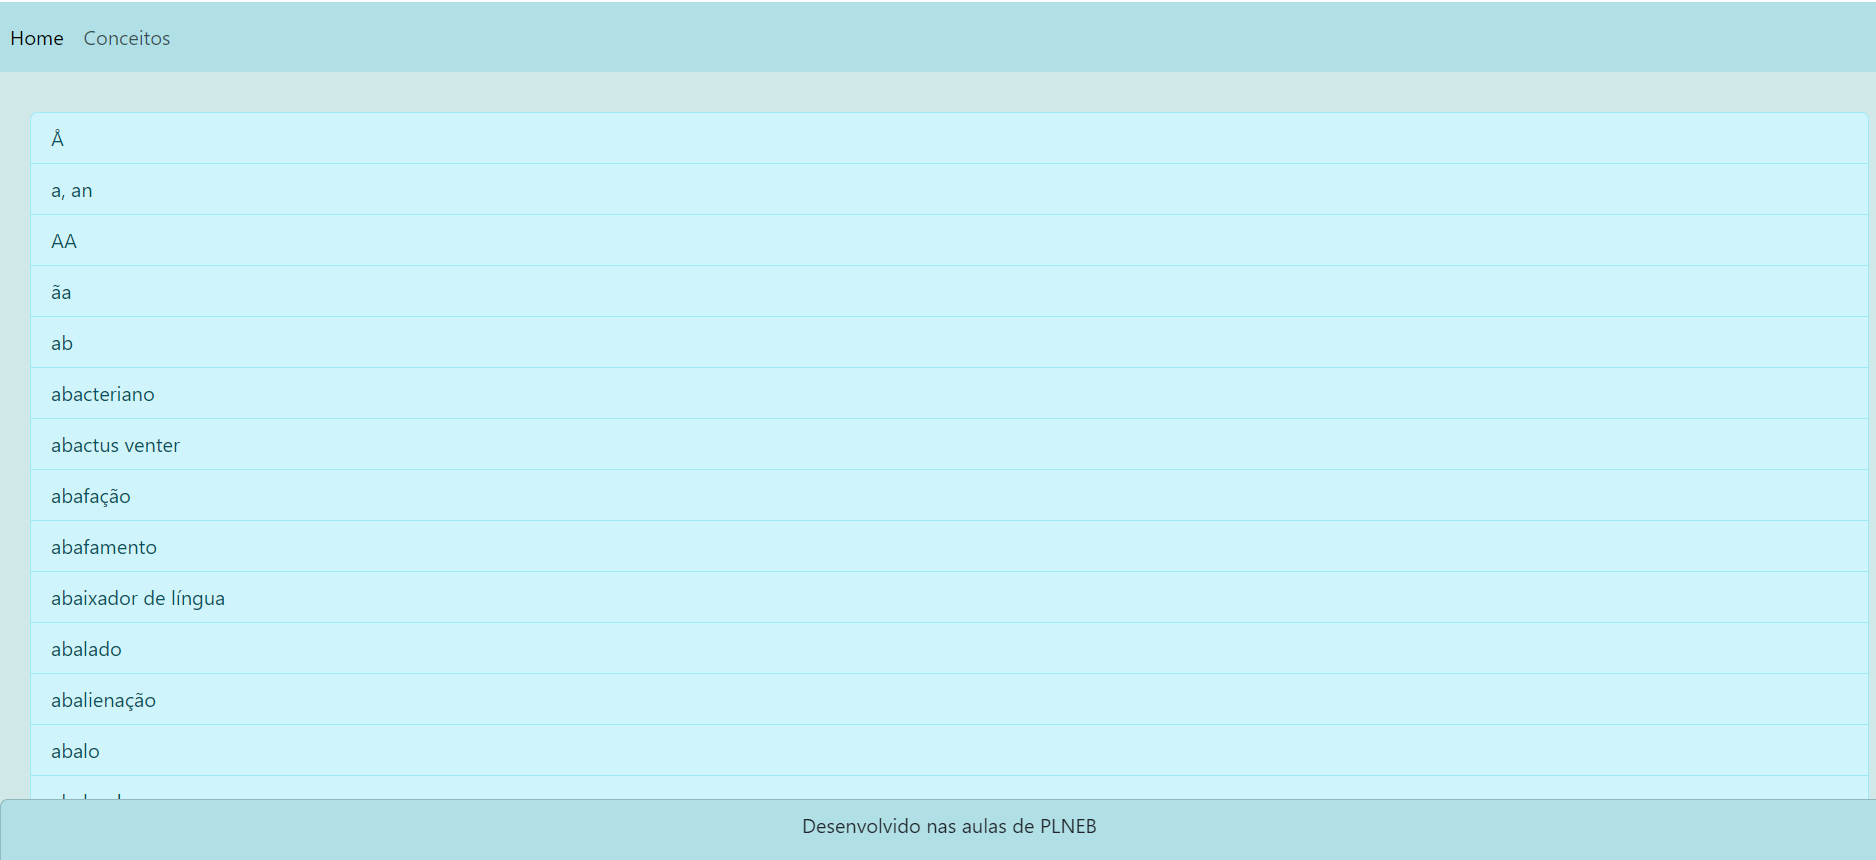 Home Conceitos
Å
a, an
AA
ãa
ab
abacteriano
abactus venter
abafação
abafamento
abaixador de língua
abalado
abalienação
abalo
Desenvolvido nas aulas de PLNEB